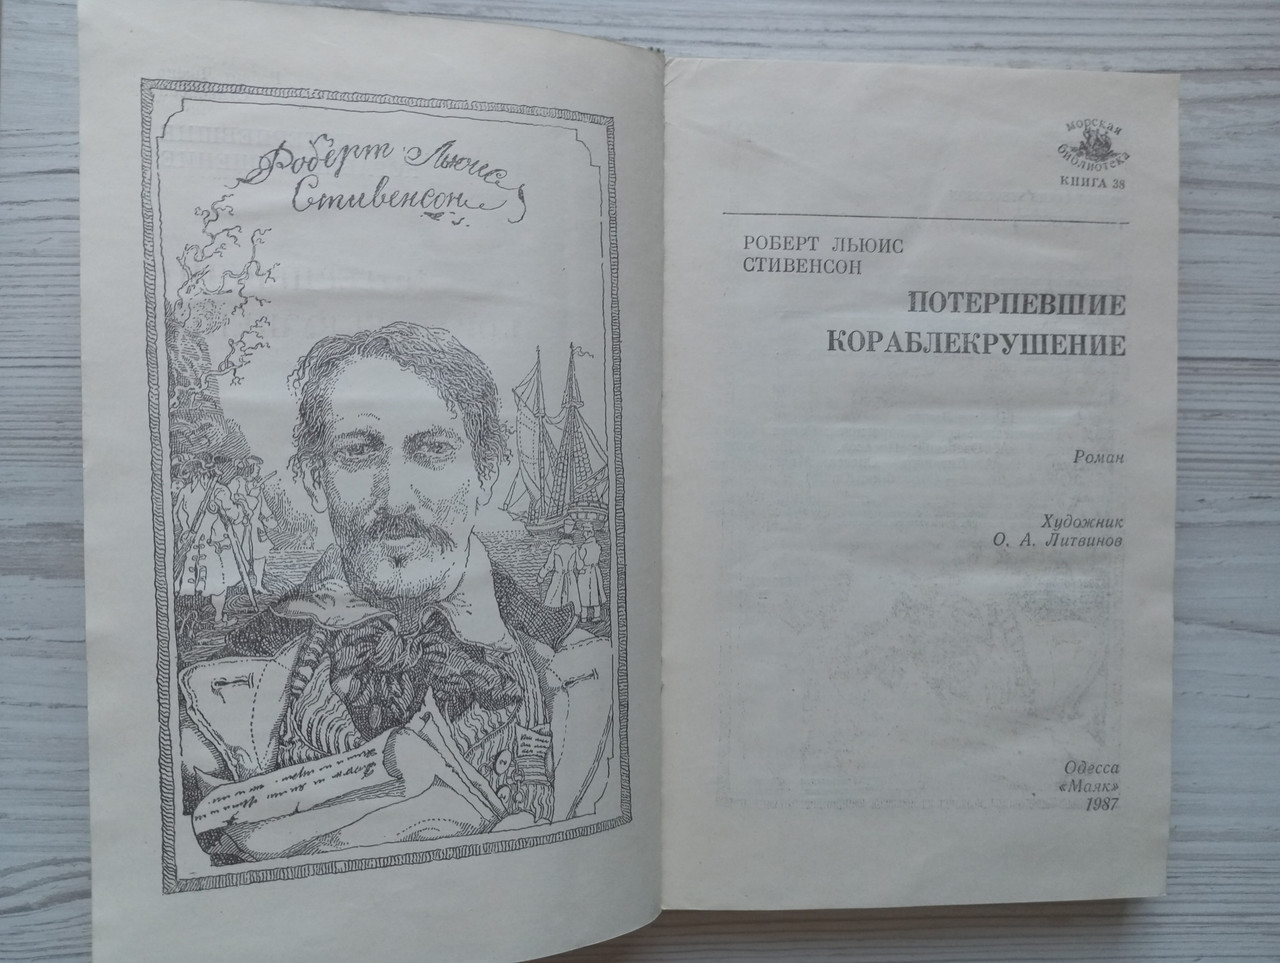 Роберт Льюис
Стивенсон
морская
библиотека
КНИГА 38
РОБЕРТ ЛЬЮИС
СТИВЕНСОН
ПОТЕРПЕВШИЕ
КОРАБЛЕКРУШЕНИЕ
Роман
Художник
О. А. Литвинов
Одесса
«Маяк»
1987